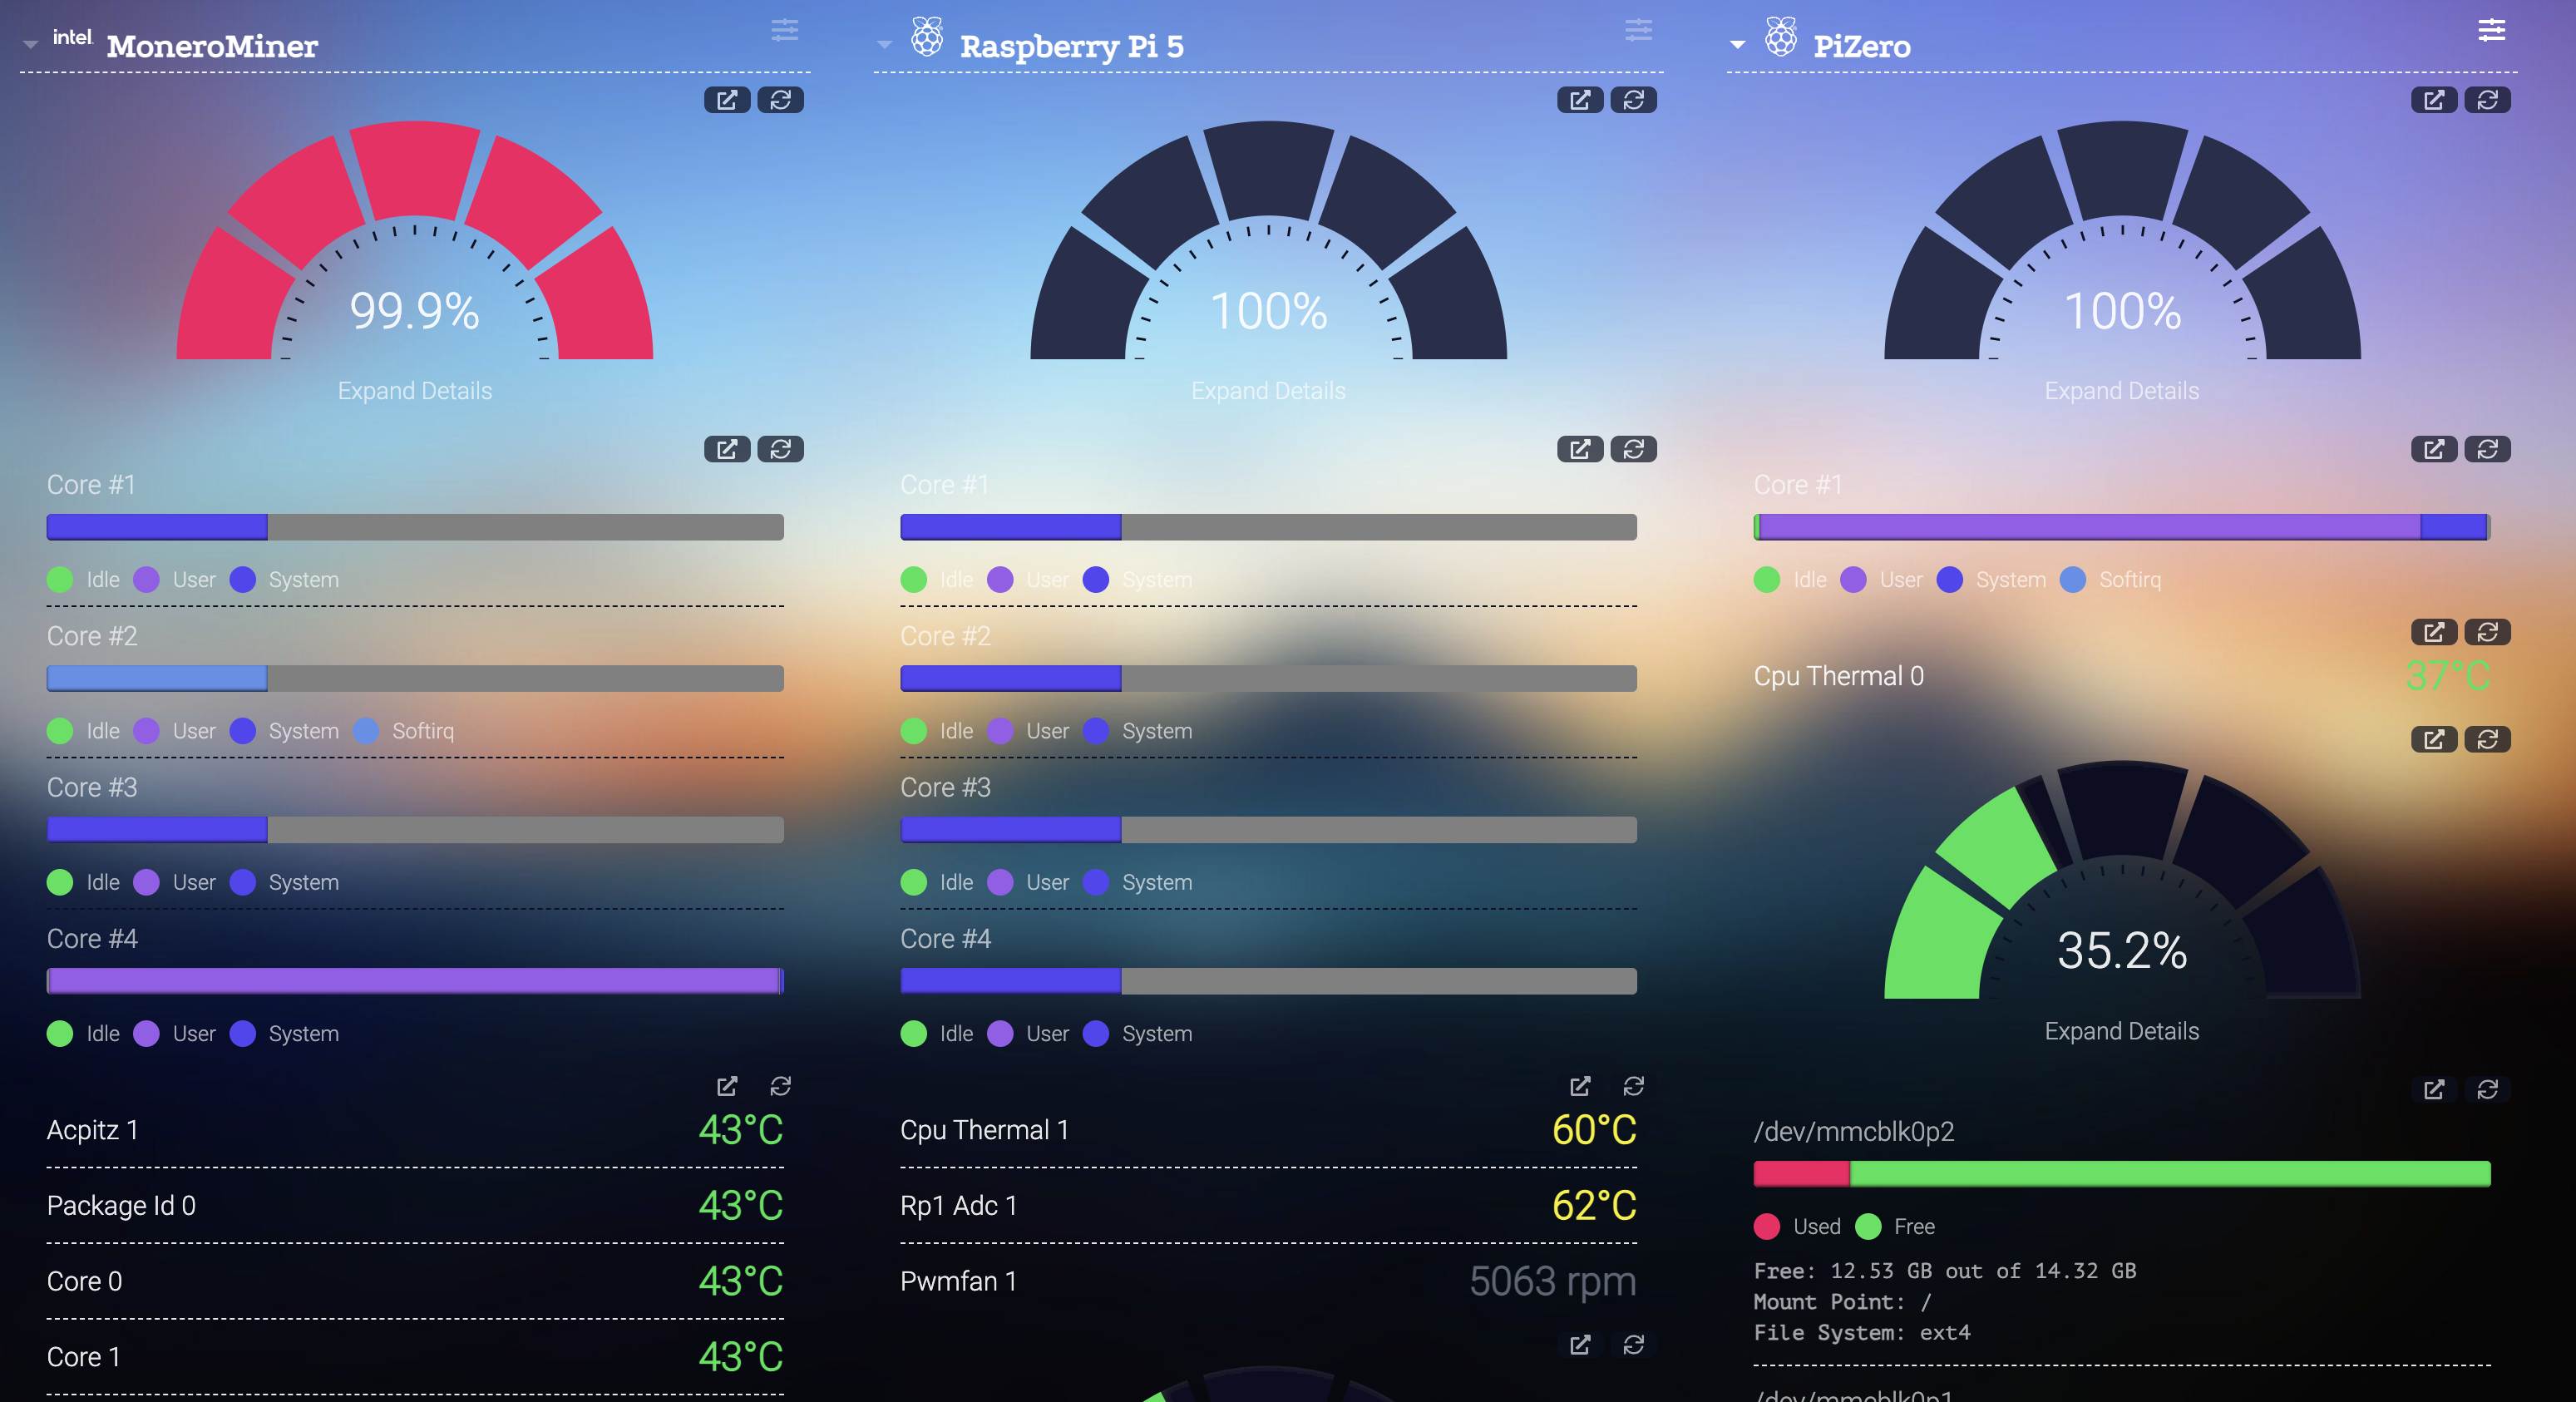 intel. MoneroMiner
99.9%
Expand Details
Core #1
Idle User System
Core #2
Idle User System Softirq
Core #3
Idle User System
Core #4
Idle User System
Acpitz 1 43°C
Package Id 0 43°C
Core 0 43°C
Core 1 43°C
Raspberry Pi 5
100%
Expand Details
Core #1
Idle User System
Core #2
Idle User System
Core #3
Idle User System
Core #4
Idle User System
Cpu Thermal 1 60°C
Rp1 Adc 1 62°C
Pwmfan 1 5063 rpm
PiZero
100%
Expand Details
Core #1
Idle User System Softirq
Cpu Thermal 0 37°C
35.2%
Expand Details
/dev/mmcblk0p2
Used Free
Free: 12.53 GB out of 14.32 GB
Mount Point: /
File System: ext4
/dev/mmcblk0p1